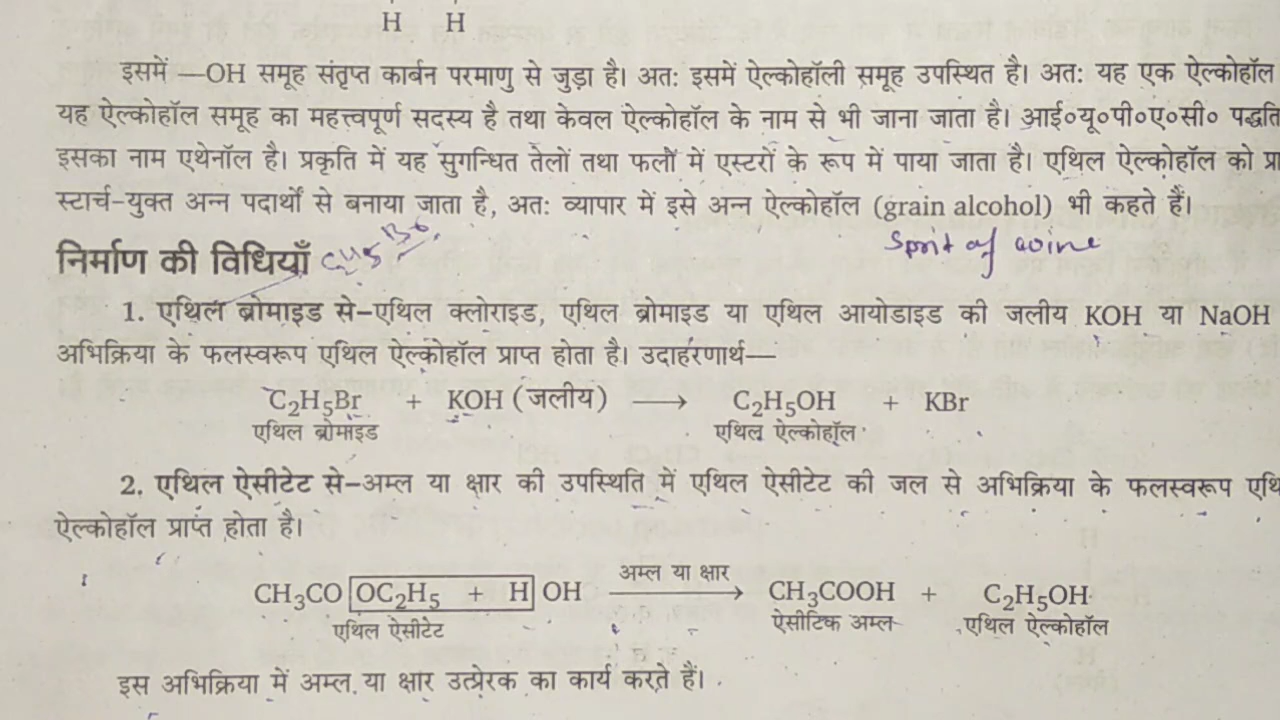 H H
इसमें —OH समूह संतृप्त कार्बन परमाणु से जुड़ा है। अतः इसमें ऐल्कोहॉली समूह उपस्थित है। अतः यह एक ऐल्कोहॉल
यह ऐल्कोहॉल समूह का महत्त्वपूर्ण सदस्य है तथा केवल ऐल्कोहॉल के नाम से भी जाना जाता है। आई०यू०पी०ए०सी० पद्धति
इसका नाम एथेनॉल है। प्रकृति में यह सुगन्धित तेलों तथा फलों में एस्टरों के रूप में पाया जाता है। एथिल ऐल्कोहॉल को प्रा
स्टार्च-युक्त अन्न पदार्थों से बनाया जाता है, अतः व्यापार में इसे अन्न ऐल्कोहॉल (grain alcohol) भी कहते हैं।
निर्माण की विधियाँ
1. एथिल ब्रोमाइड से–एथिल क्लोराइड, एथिल ब्रोमाइड या एथिल आयोडाइड की जलीय KOH या NaOH
अभिक्रिया के फलस्वरूप एथिल ऐल्कोहॉल प्राप्त होता है। उदाहरणार्थ—
C₂H₅Br + KOH (जलीय) ⟶ C₂H₅OH + KBr
एथिल ब्रोमाइड एथिल ऐल्कोहॉल
2. एथिल ऐसीटेट से–अम्ल या क्षार की उपस्थिति में एथिल ऐसीटेट की जल से अभिक्रिया के फलस्वरूप एथि
ऐल्कोहॉल प्राप्त होता है।
अम्ल या क्षार
CH₃CO OC₂H₅ + H OH ⟶ CH₃COOH + C₂H₅OH
एथिल ऐसीटेट ऐसीटिक अम्ल एथिल ऐल्कोहॉल
इस अभिक्रिया में अम्ल या क्षार उत्प्रेरक का कार्य करते हैं।